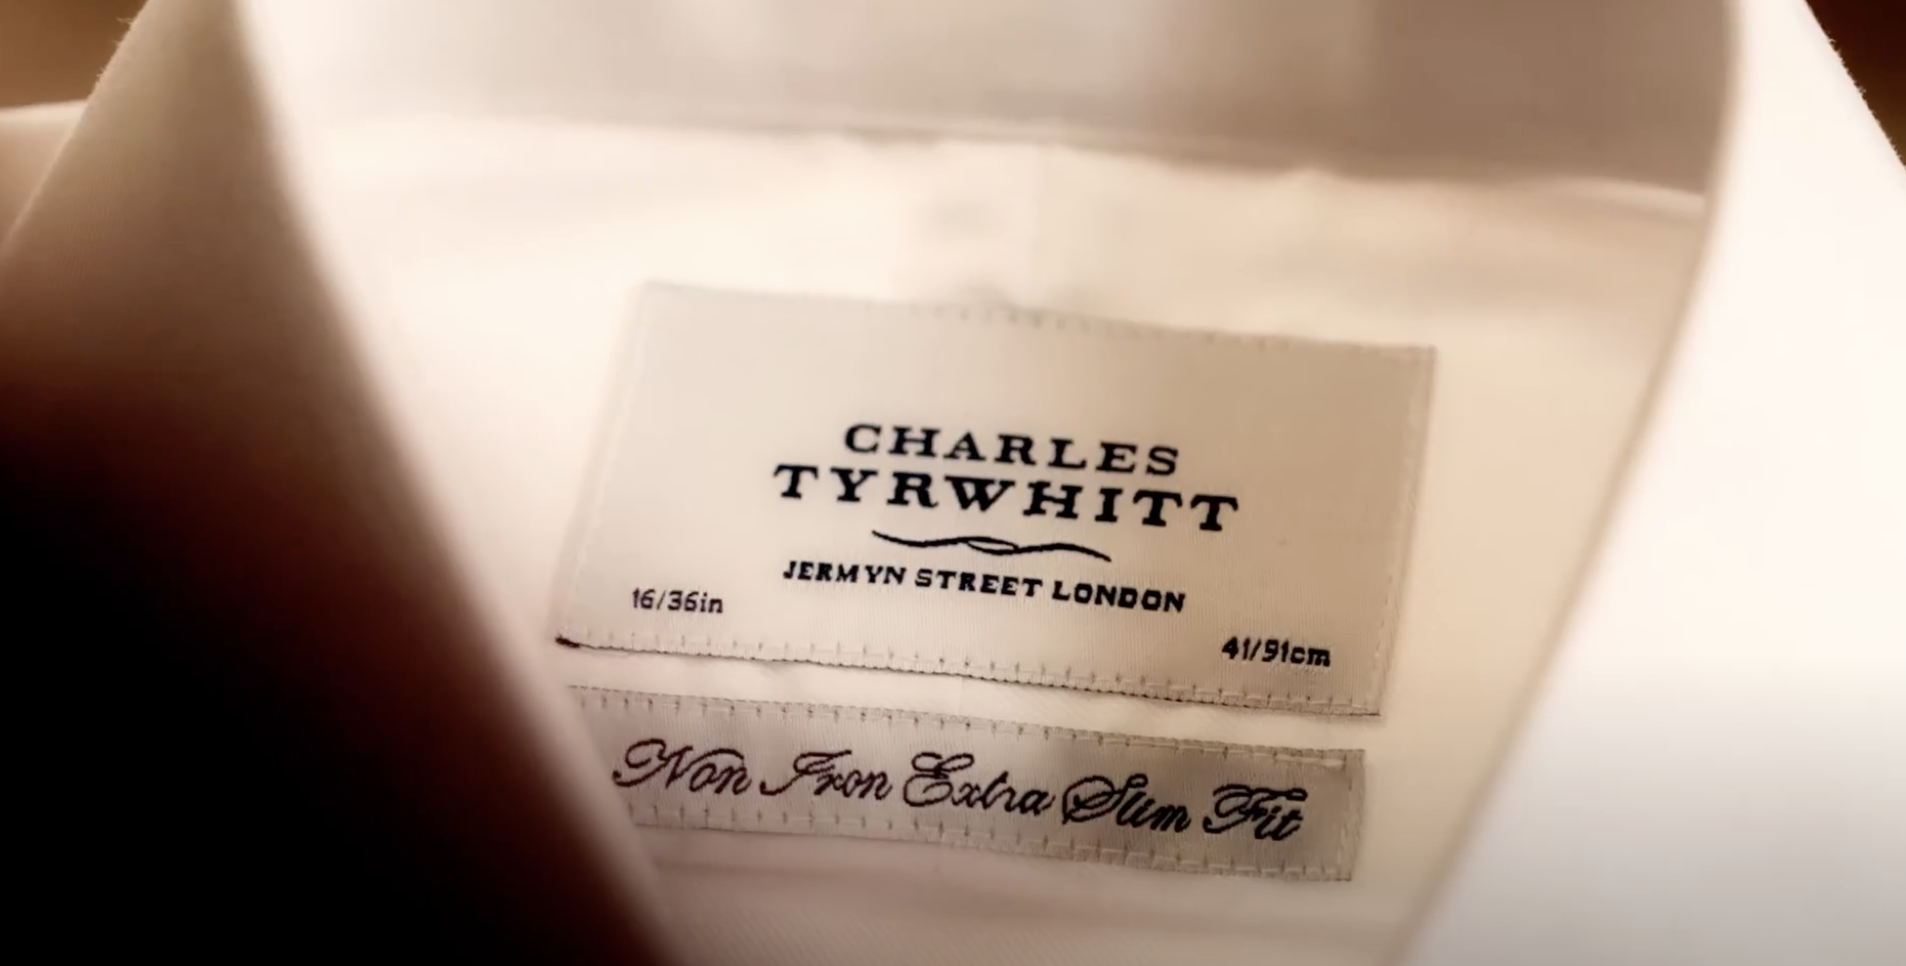 CHARLES
TYRWHITT
JERMYN STREET LONDON
16/36in
41/91cm
Non Iron Extra Slim Fit